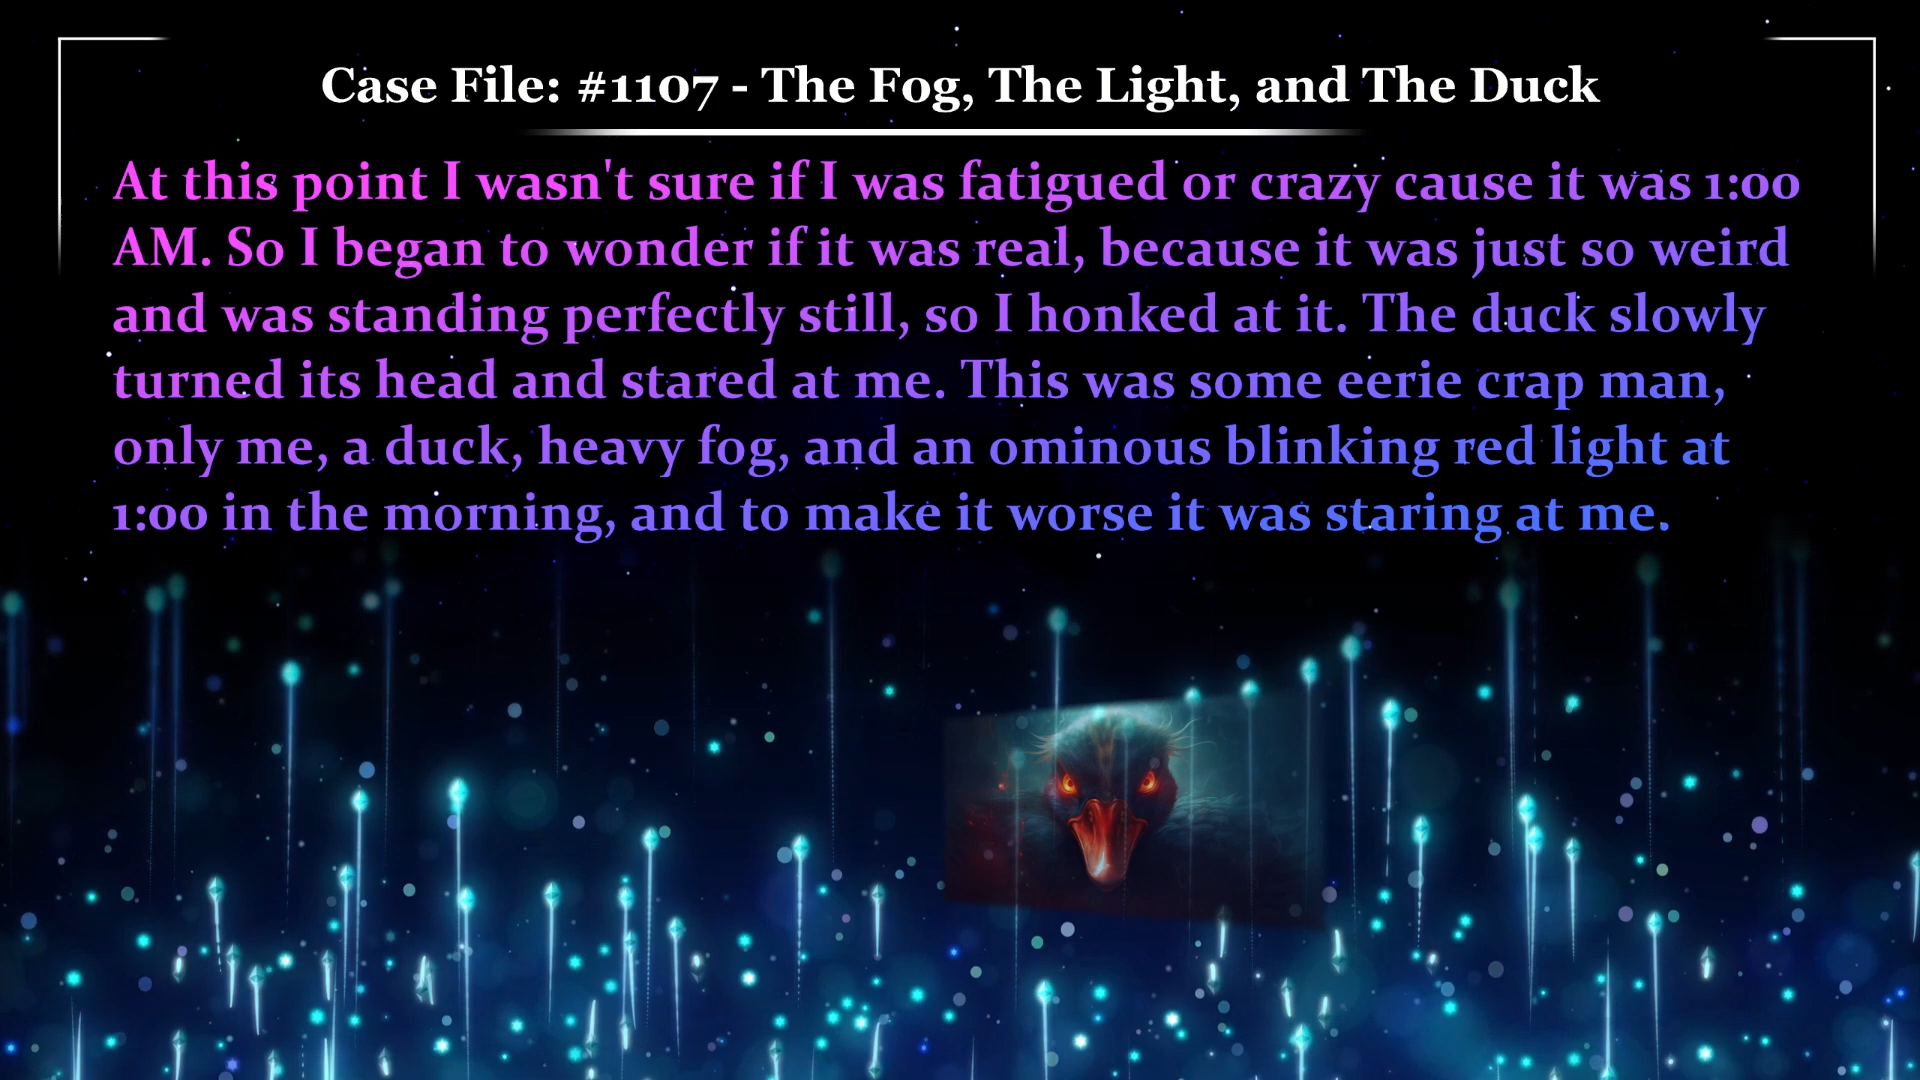 Case File: #1107 - The Fog, The Light, and The Duck
At this point I wasn't sure if I was fatigued or crazy cause it was 1:00
AM. So I began to wonder if it was real, because it was just so weird
and was standing perfectly still, so I honked at it. The duck slowly
turned its head and stared at me. This was some eerie crap man,
only me, a duck, heavy fog, and an ominous blinking red light at
1:00 in the morning, and to make it worse it was staring at me.